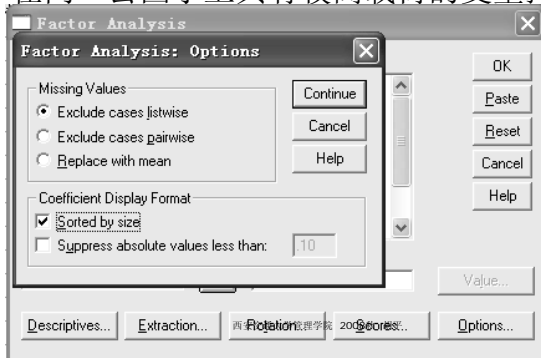 Factor Analysis
Factor Analysis: Options
Missing Values
Exclude cases listwise
Exclude cases pairwise
Replace with mean
Coefficient Display Format
Sorted by size
Suppress absolute values less than: .10
Continue
Cancel
Help
OK
Paste
Reset
Cancel
Help
Value...
Descriptives... Extraction... Rotation... Scores... Options...